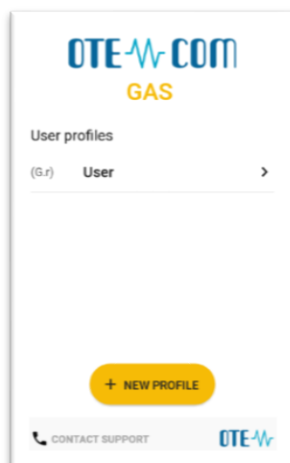 OTE COM
GAS
User profiles
(G.r) User
+ NEW PROFILE
CONTACT SUPPORT OTE